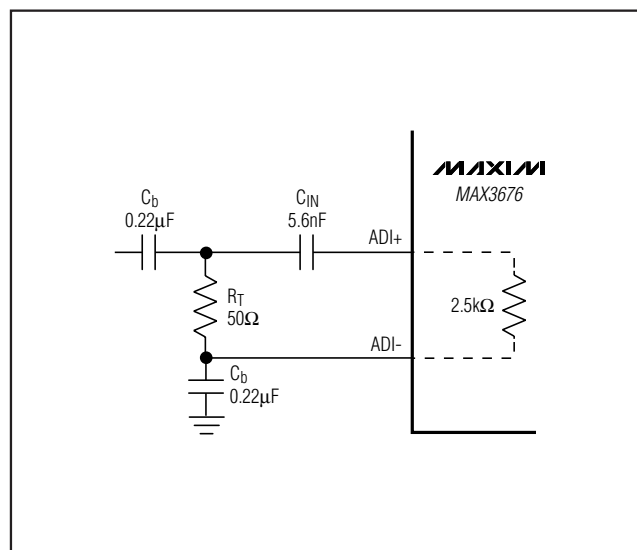 MAXIM
MAX3676
Cb
0.22µF
CIN
5.6nF
ADI+
RT
50Ω
2.5kΩ
ADI-
Cb
0.22µF